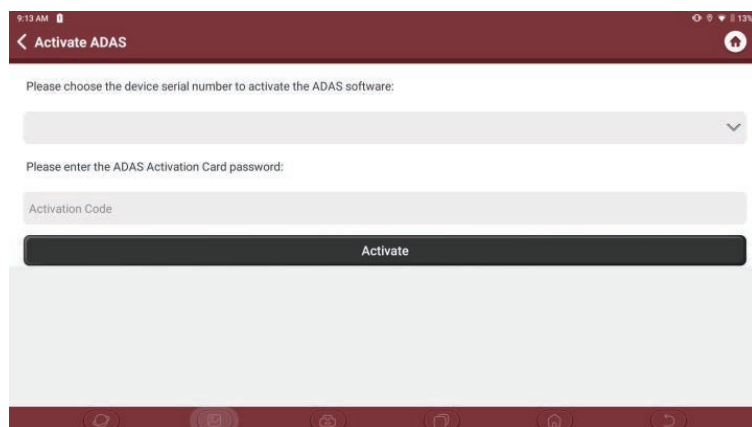 9:13 AM 13%
Activate ADAS
Please choose the device serial number to activate the ADAS software:
Please enter the ADAS Activation Card password:
Activation Code
Activate